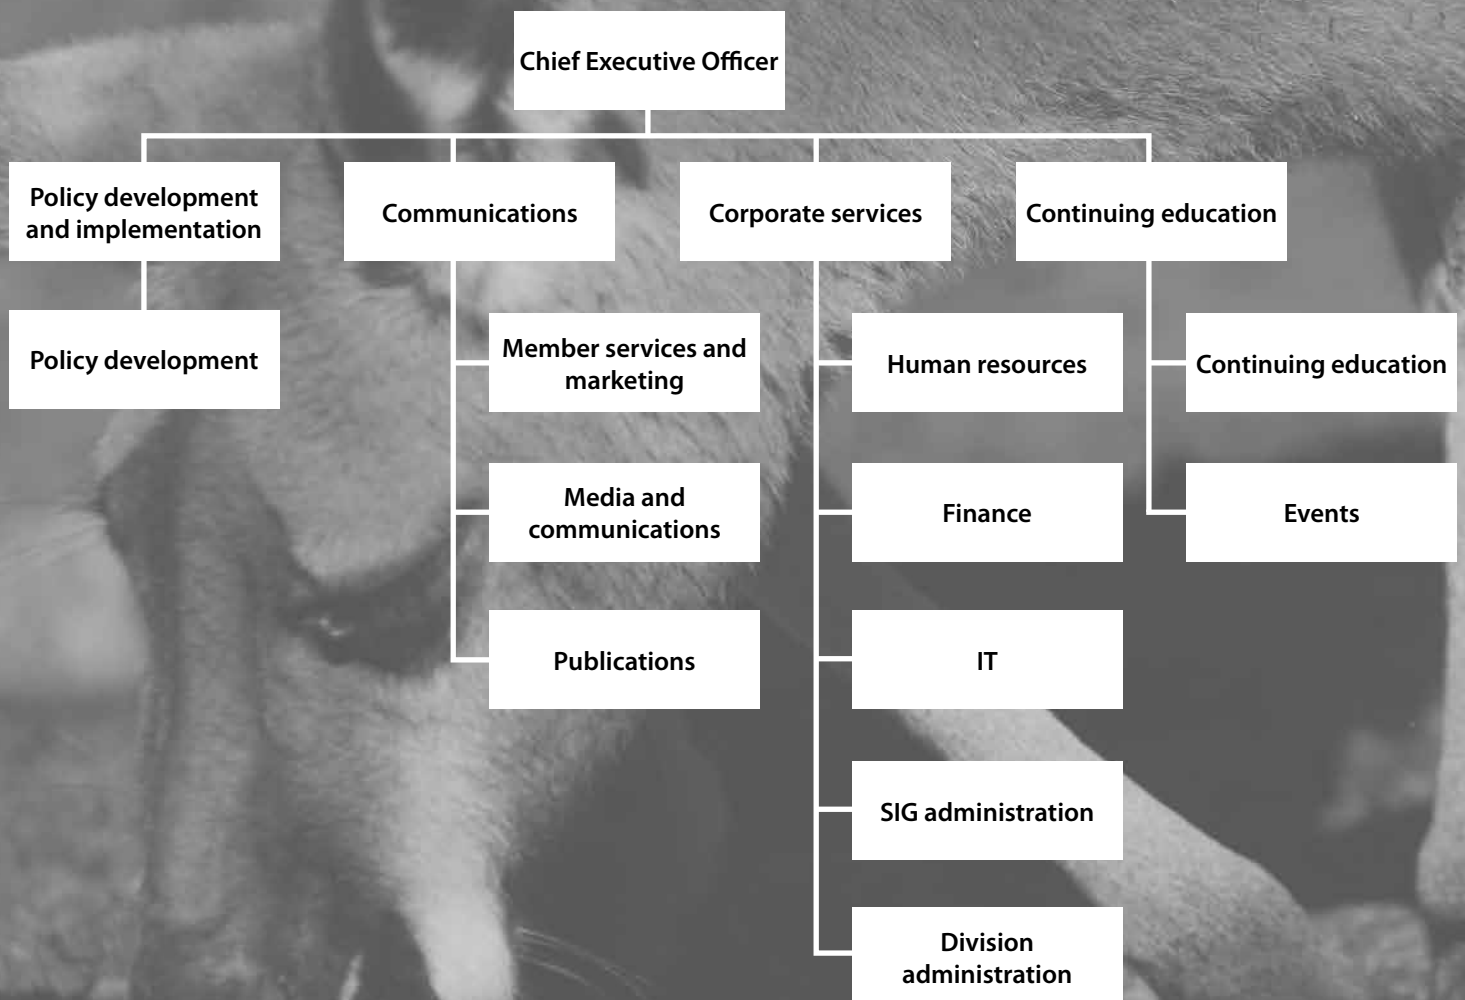 Chief Executive Officer
Policy development
and implementation
Communications
Corporate services
Continuing education
Policy development
Member services and
marketing
Media and
communications
Publications
Human resources
Finance
IT
SIG administration
Division
administration
Continuing education
Events